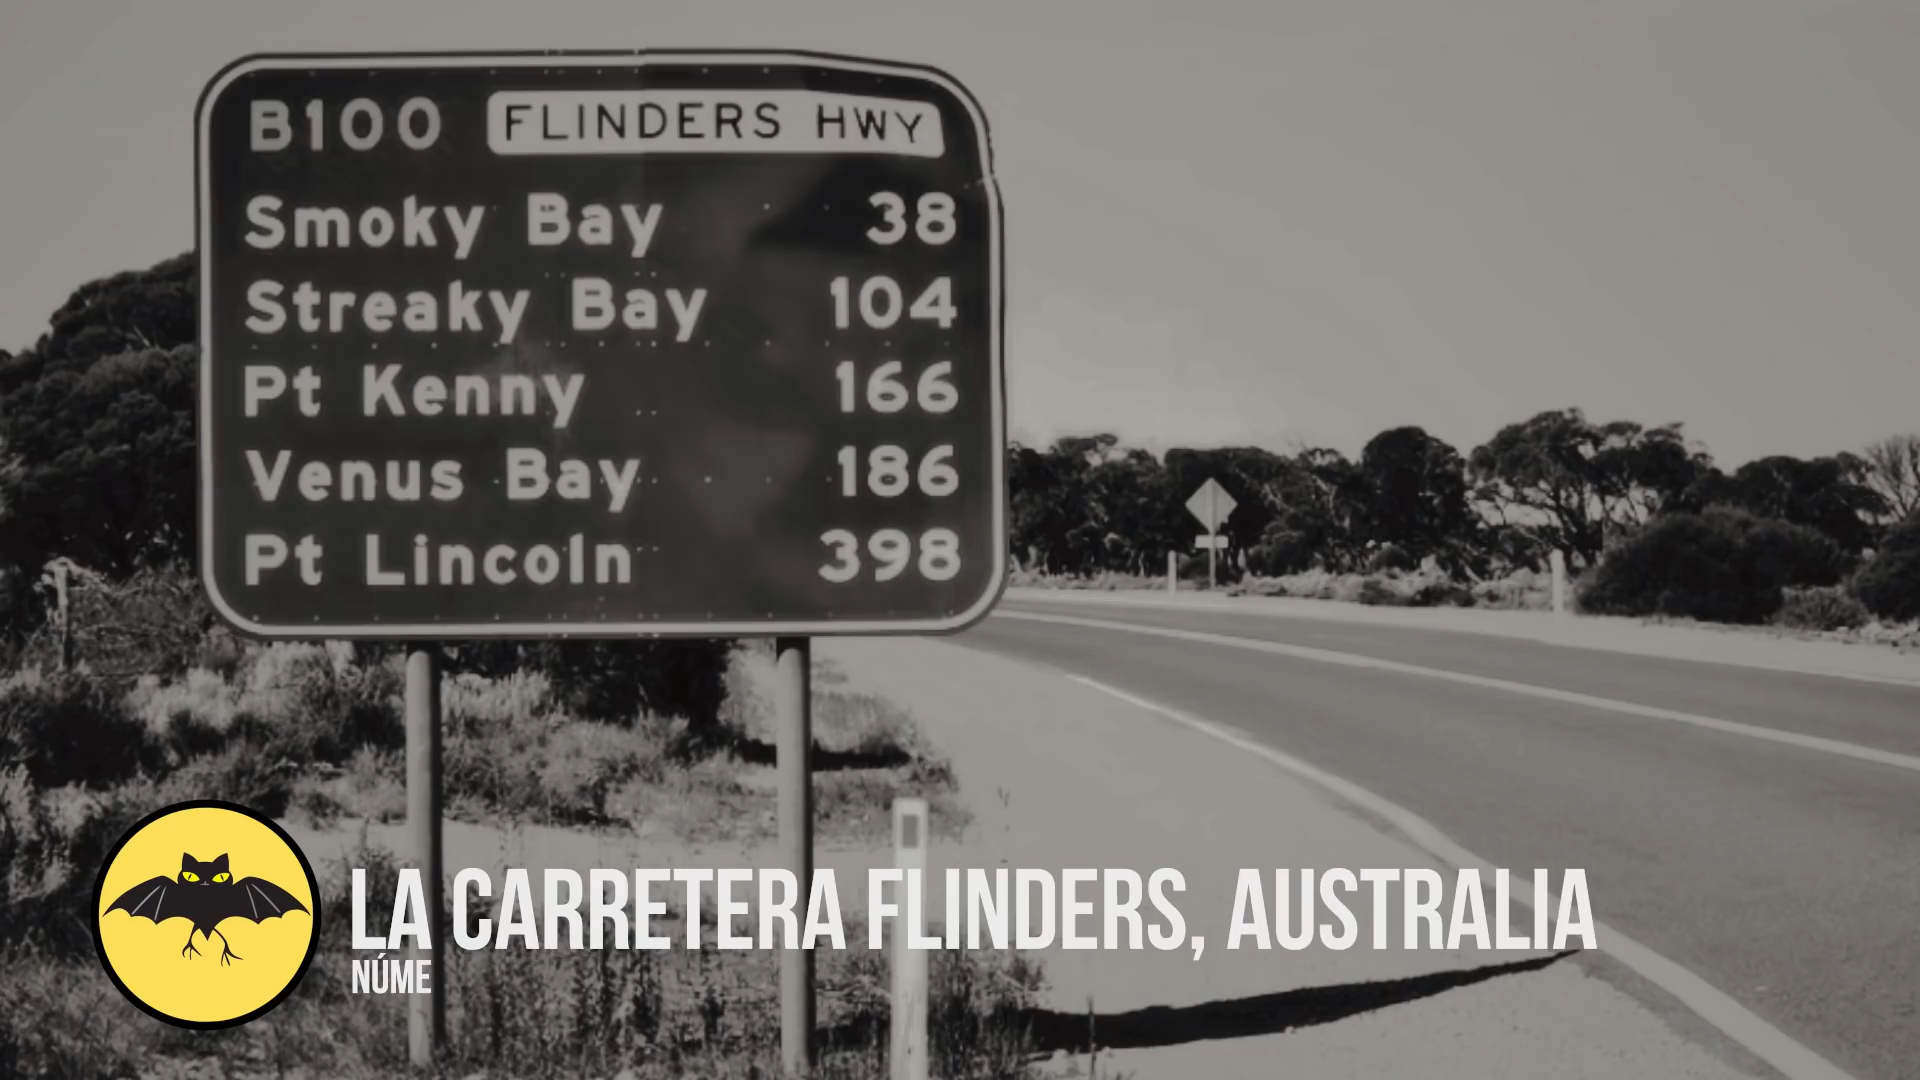 B100 FLINDERS HWY
Smoky Bay 38
Streaky Bay 104
Pt Kenny 166
Venus Bay 186
Pt Lincoln 398
LA CARRETERA FLINDERS, AUSTRALIA
NÚME